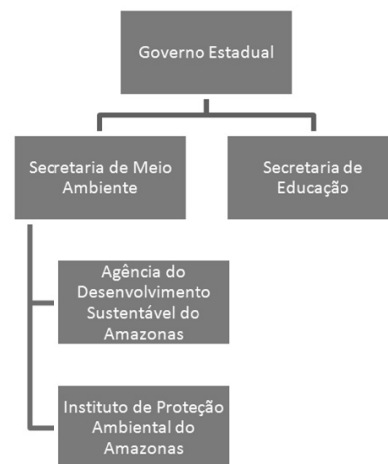 Governo Estadual
Secretaria de Meio
Ambiente
Secretaria de
Educação
Agência do
Desenvolvimento
Sustentável do
Amazonas
Instituto de Proteção
Ambiental do
Amazonas